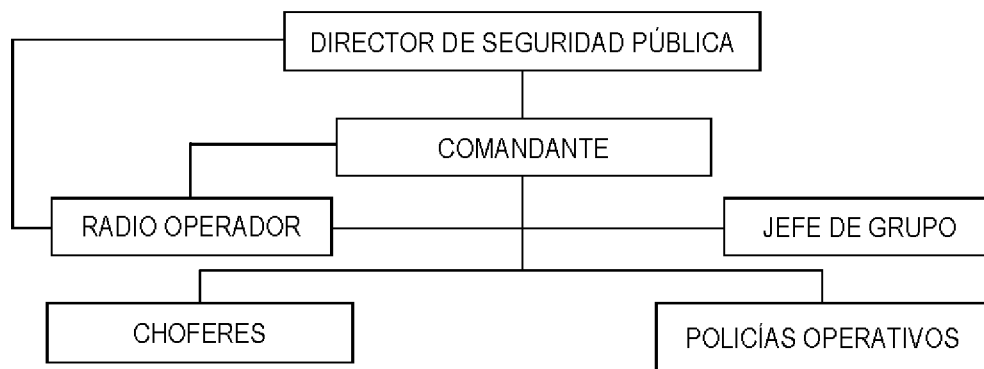 DIRECTOR DE SEGURIDAD PÚBLICA
COMANDANTE
RADIO OPERADOR
JEFE DE GRUPO
CHOFERES
POLICÍAS OPERATIVOS